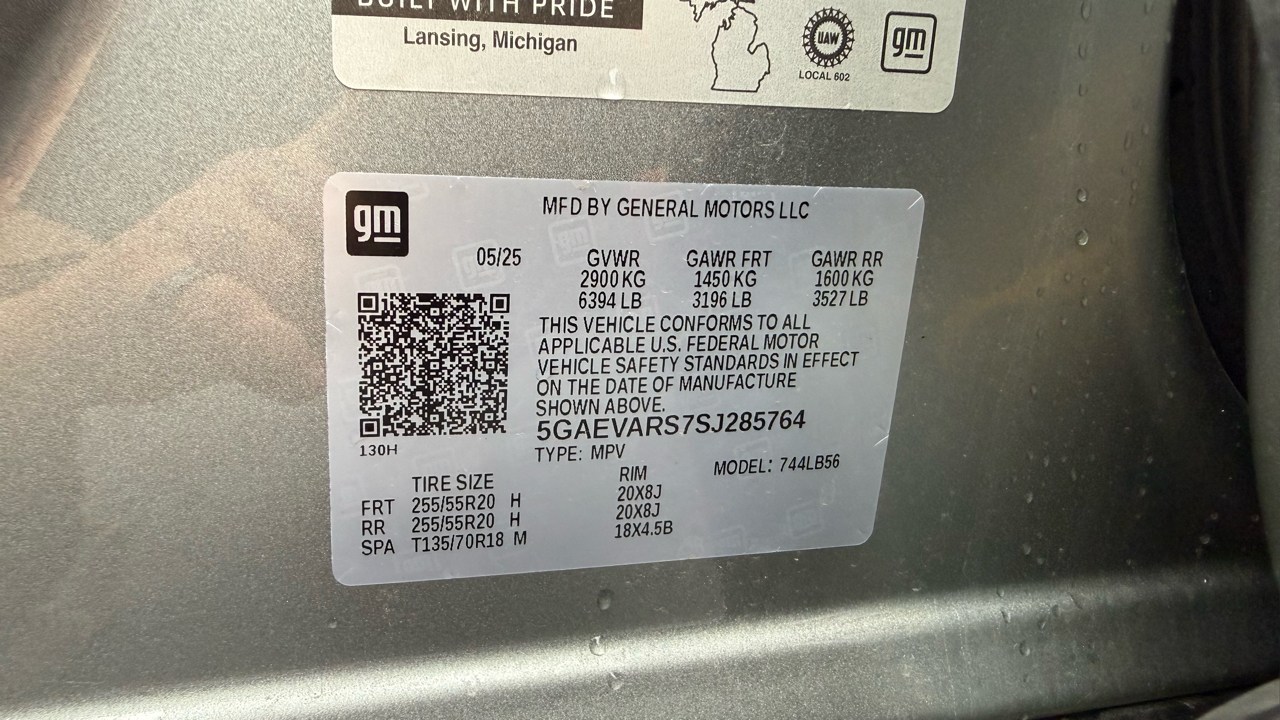 BUILT WITH PRIDE
Lansing, Michigan
UAW
LOCAL 602
gm
gm
MFD BY GENERAL MOTORS LLC
05/25 GVWR GAWR FRT GAWR RR
2900 KG 1450 KG 1600 KG
6394 LB 3196 LB 3527 LB
THIS VEHICLE CONFORMS TO ALL
APPLICABLE U.S. FEDERAL MOTOR
VEHICLE SAFETY STANDARDS IN EFFECT
ON THE DATE OF MANUFACTURE
SHOWN ABOVE.
5GAEVARS7SJ285764
130H
TYPE: MPV MODEL: 744LB56
TIRE SIZE RIM
FRT 255/55R20 H 20X8J
RR 255/55R20 H 20X8J
SPA T135/70R18 M 18X4.5B